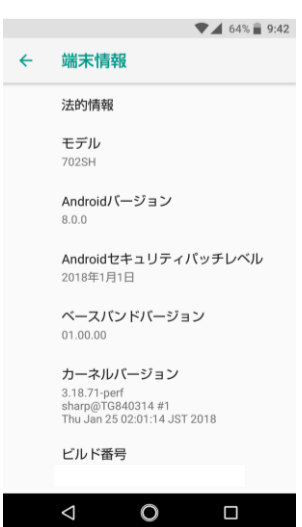 64% 9:42
端末情報
法的情報
モデル
702SH
Androidバージョン
8.0.0
Androidセキュリティパッチレベル
2018年1月1日
ベースバンドバージョン
01.00.00
カーネルバージョン
3.18.71-perf
sharp@TG840314 #1
Thu Jan 25 02:01:14 JST 2018
ビルド番号